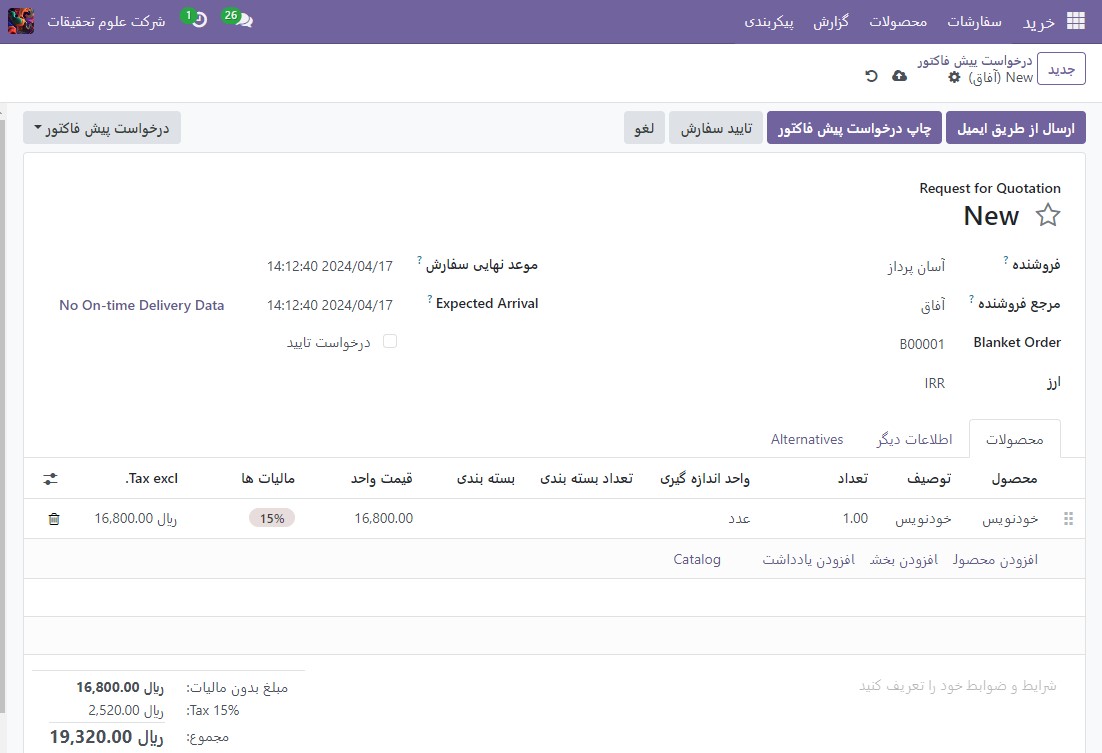 خرید سفارشات محصولات گزارش پیکربندی 26 1 شرکت علوم تحقیقات
جدید درخواست پیش فاکتور
New (آفاق)
ارسال از طریق ایمیل چاپ درخواست پیش فاکتور تایید سفارش لغو درخواست پیش فاکتور
Request for Quotation
New
فروشنده ? آسان پرداز موعد نهایی سفارش ? 2024/04/17 14:12:40
مرجع فروشنده ? آفاق Expected Arrival ? 2024/04/17 14:12:40 No On-time Delivery Data
Blanket Order B00001 درخواست تایید
ارز IRR
محصولات اطلاعات دیگر Alternatives
محصول توصیف تعداد واحد اندازه گیری تعداد بسته بندی بسته بندی قیمت واحد مالیات ها Tax excl.
خودنویس خودنویس 1.00 عدد 16,800.00 15% 16,800.00 ریال
افزودن محصول افزودن بخش افزودن یادداشت Catalog
شرایط و ضوابط خود را تعریف کنید
مبلغ بدون مالیات: 16,800.00 ریال
Tax 15%: 2,520.00 ریال
مجموع: 19,320.00 ریال